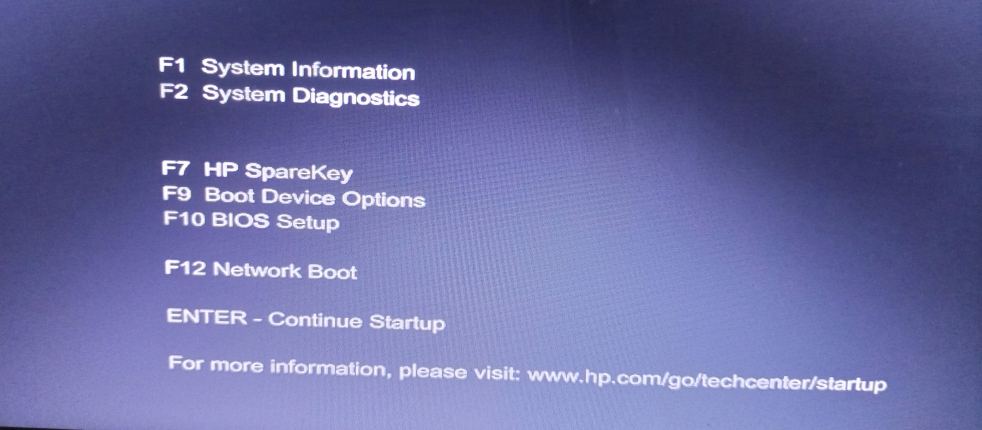 F1 System Information
F2 System Diagnostics
F7 HP SpareKey
F9 Boot Device Options
F10 BIOS Setup
F12 Network Boot
ENTER - Continue Startup
For more information, please visit: www.hp.com/go/techcenter/startup